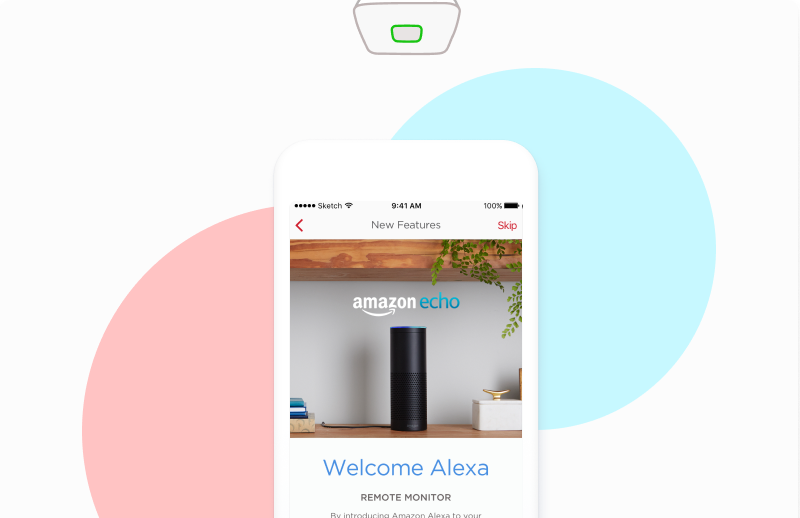 Sketch 9:41 AM 100%
New Features Skip
amazon echo
Welcome Alexa
REMOTE MONITOR
By introducing Amazon Alexa to your